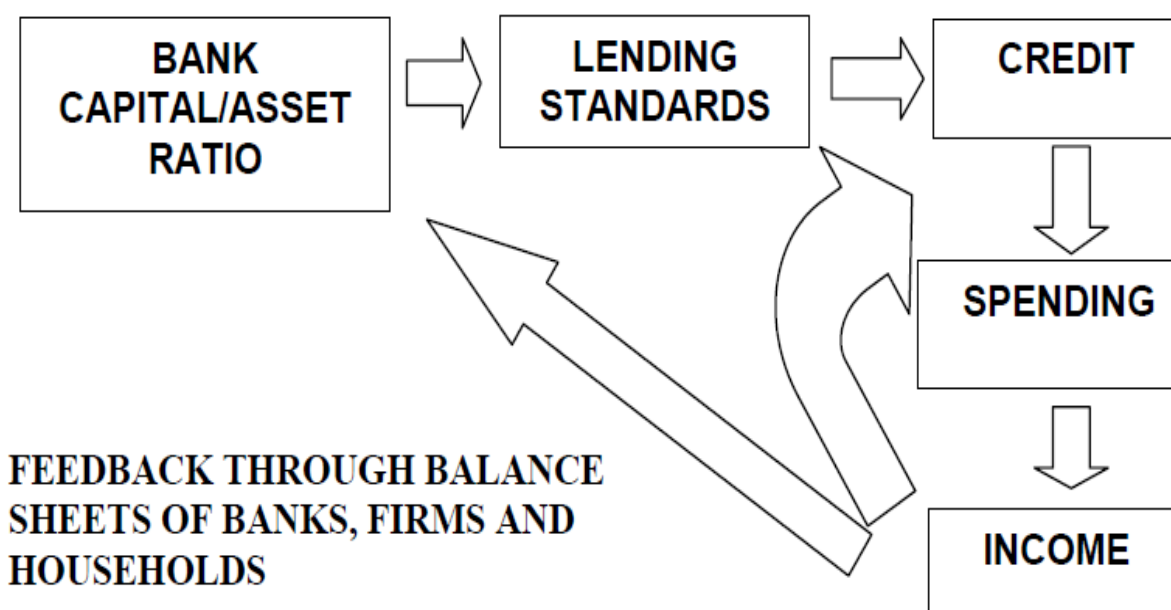 BANK
CAPITAL/ASSET
RATIO
LENDING
STANDARDS
CREDIT
SPENDING
INCOME
FEEDBACK THROUGH BALANCE
SHEETS OF BANKS, FIRMS AND
HOUSEHOLDS